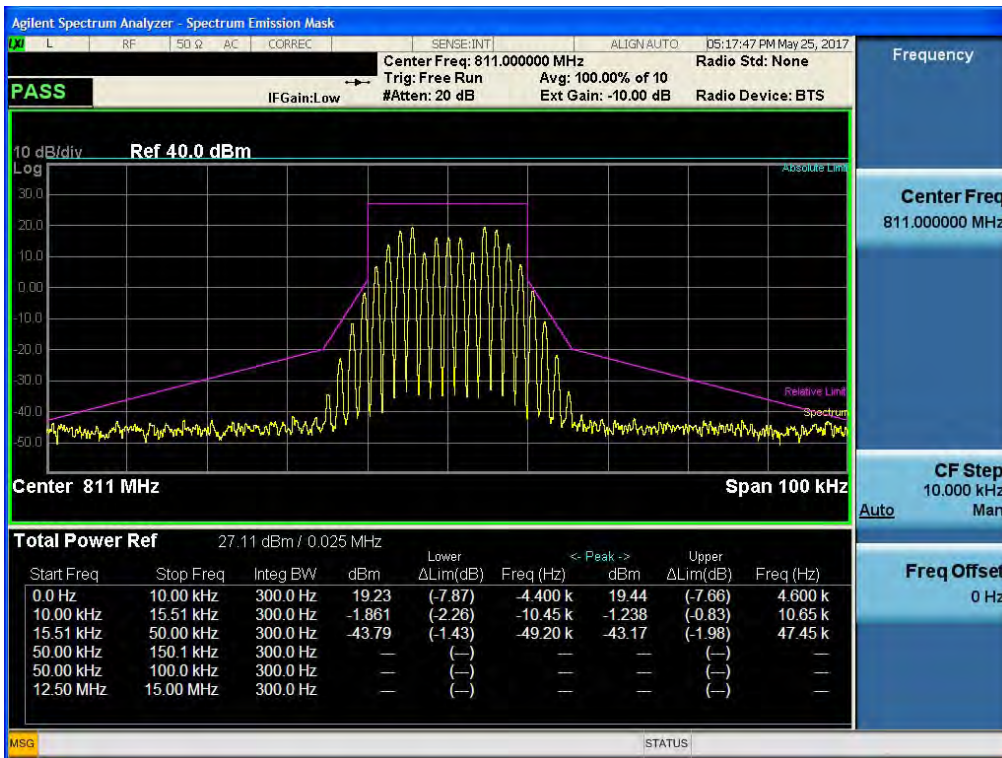 Agilent Spectrum Analyzer - Spectrum Emission Mask
LXI L RF 50 Ω AC CORREC SENSE:INT ALIGN AUTO 05:17:47 PM May 25, 2017
Center Freq: 811.000000 MHz Radio Std: None
Trig: Free Run Avg: 100.00% of 10
PASS IFGain:Low #Atten: 20 dB Ext Gain: -10.00 dB Radio Device: BTS
10 dB/div Ref 40.0 dBm
Log Absolute Limit
30.0
20.0
10.0
0.00
-10.0
-20.0
-30.0
Relative Limit
-40.0
Spectrum
-50.0
Center 811 MHz Span 100 kHz
Total Power Ref 27.11 dBm / 0.025 MHz
Lower <- Peak -> Upper
Start Freq Stop Freq Integ BW dBm ΔLim(dB) Freq (Hz) dBm ΔLim(dB) Freq (Hz)
0.0 Hz 10.00 kHz 300.0 Hz 19.23 (-7.87) -4.400 k 19.44 (-7.66) 4.600 k
10.00 kHz 15.51 kHz 300.0 Hz -1.861 (-2.26) -10.45 k -1.238 (-0.83) 10.65 k
15.51 kHz 50.00 kHz 300.0 Hz -43.79 (-1.43) -49.20 k -43.17 (-1.98) 47.45 k
50.00 kHz 150.1 kHz 300.0 Hz --- (---) --- --- (---) ---
50.00 kHz 100.0 kHz 300.0 Hz --- (---) --- --- (---) ---
12.50 MHz 15.00 MHz 300.0 Hz --- (---) --- --- (---) ---
MSG STATUS
Frequency
Center Freq
811.000000 MHz
CF Step
10.000 kHz
Auto Man
Freq Offset
0 Hz